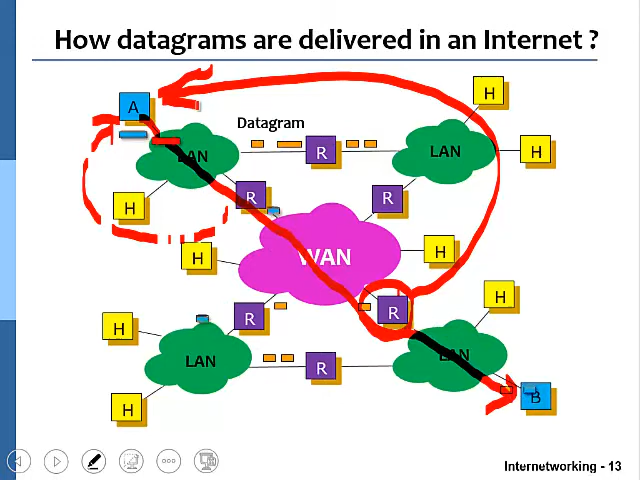 How datagrams are delivered in an Internet ?
A
H
Datagram
LAN
R
LAN
H
H
R
R
H
WAN
H
H
R
R
H
H
LAN
LAN
R
B
H
Internetworking - 13